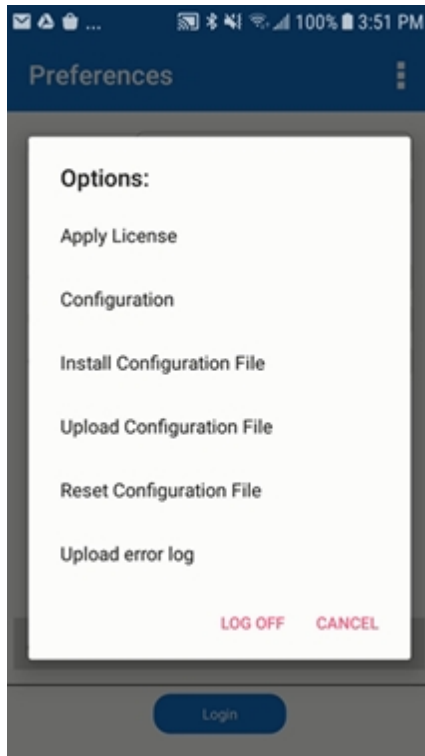 ... 100% 3:51 PM
Preferences
Options:
Apply License
Configuration
Install Configuration File
Upload Configuration File
Reset Configuration File
Upload error log
LOG OFF CANCEL
Login